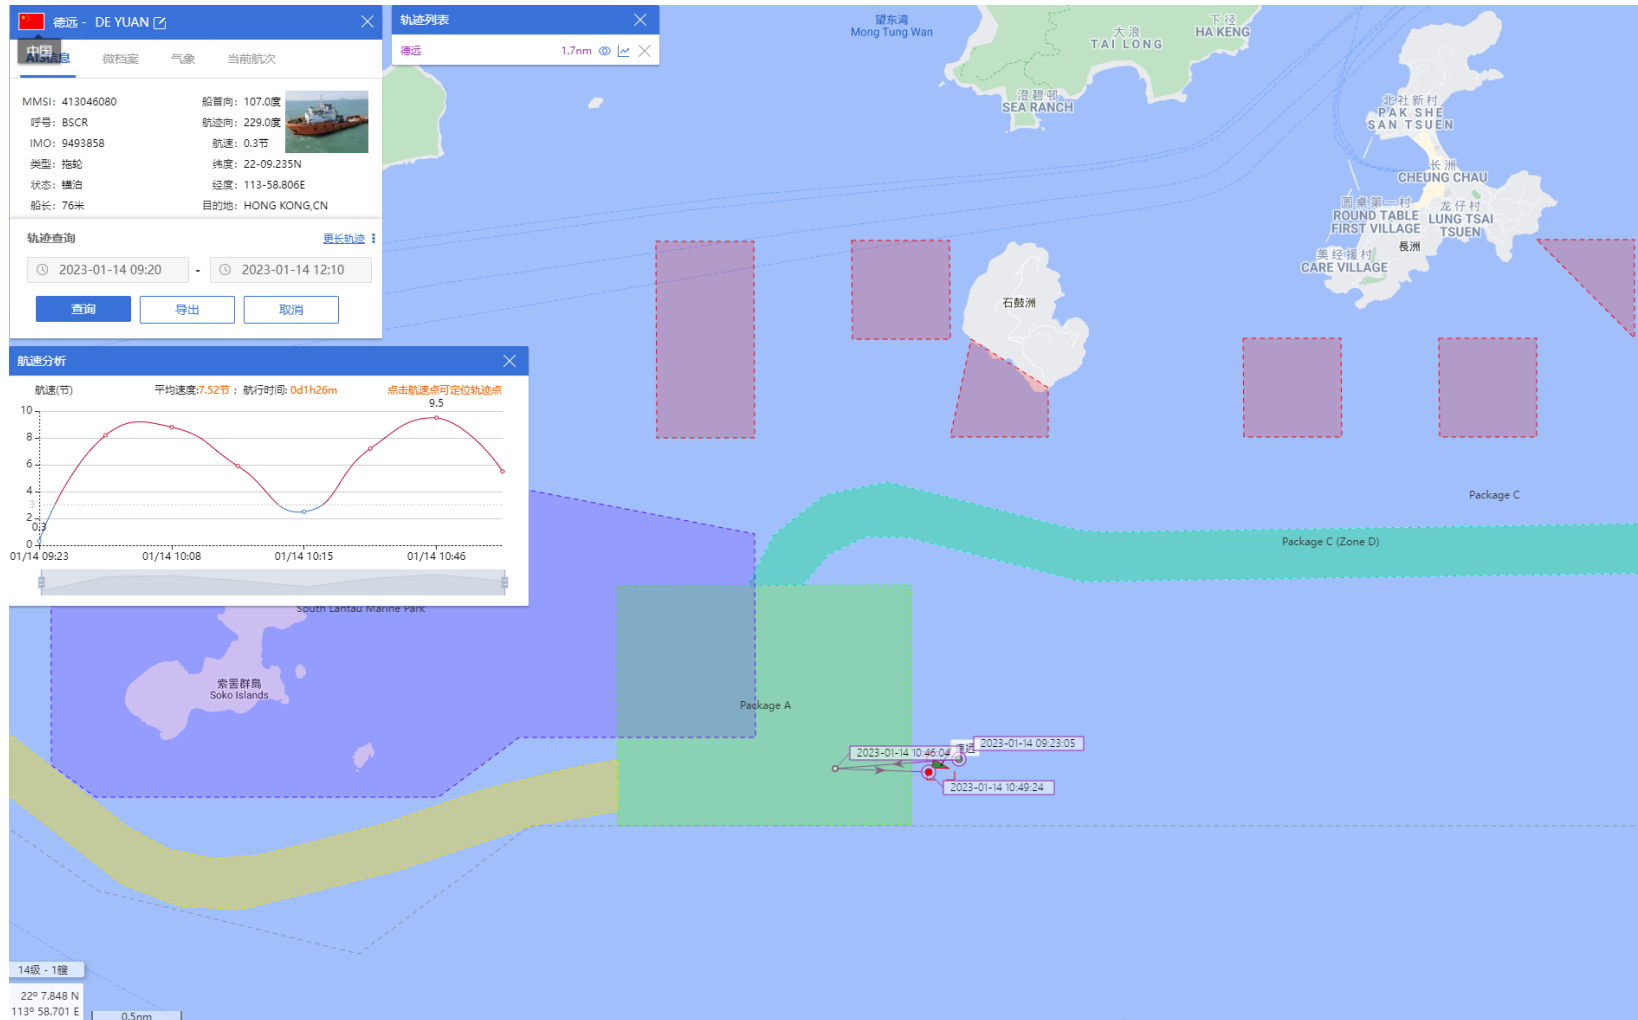 德远 - DE YUAN
中国
微档案
气象
当前航次
MMSI: 413046080
船首向: 107.0度
呼号: BSCR
航迹向: 229.0度
IMO: 9493858
航速: 0.3节
类型: 拖轮
纬度: 22-09.235N
状态: 锚泊
经度: 113-58.806E
船长: 76米
目的地: HONG KONG,CN
轨迹查询
更长轨迹
2023-01-14 09:20 - 2023-01-14 12:10
查询
导出
取消
轨迹列表
德远
1.7nm
航速分析
航速(节)
平均速度:7.52节 ; 航行时间: 0d1h26m
点击航速点可定位轨迹点
9.5
10
8
6
4
3
2
0.3
0
01/14 09:23
01/14 10:08
01/14 10:15
01/14 10:46
望东湾
Mong Tung Wan
大浪
TAI LONG
下径
HA KENG
澄碧邨
SEA RANCH
北社新村
PAK SHE
SAN TSUEN
长洲
CHEUNG CHAU
圆桌第一村
ROUND TABLE
FIRST VILLAGE
龙仔村
LUNG TSAI
TSUEN
長洲
美经援村
CARE VILLAGE
石鼓洲
Package C
Package C (Zone D)
South Lantau Marine Park
索罟群島
Soko Islands
Package A
2023-01-14 10:46:04
2023-01-14 09:23:05
2023-01-14 10:49:24
14级 - 1艘
22º 7.848 N
113º 58.701 E
0.5nm